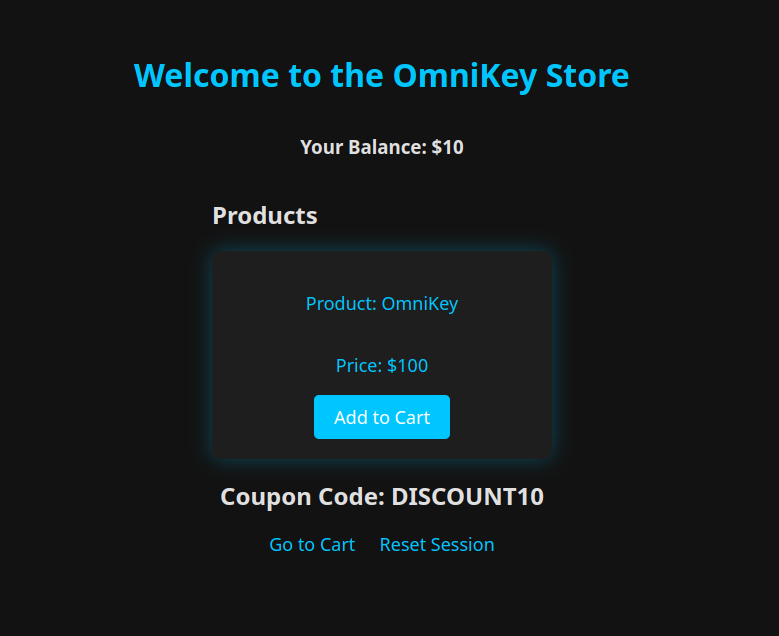 Welcome to the OmniKey Store
Your Balance: $10
Products
Product: OmniKey
Price: $100
Add to Cart
Coupon Code: DISCOUNT10
Go to Cart Reset Session